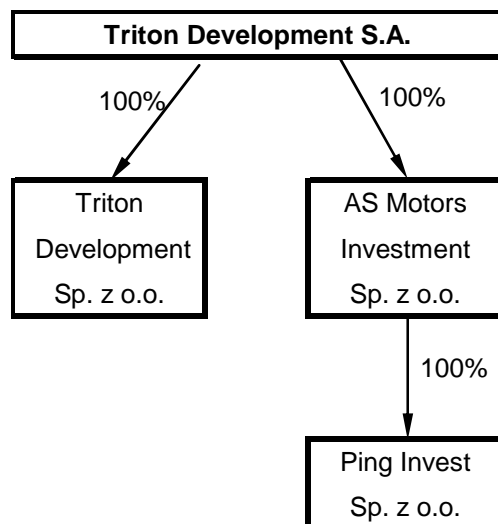 Triton Development S.A.
100%
100%
Triton
Development
Sp. z o.o.
AS Motors
Investment
Sp. z o.o.
100%
Ping Invest
Sp. z o.o.